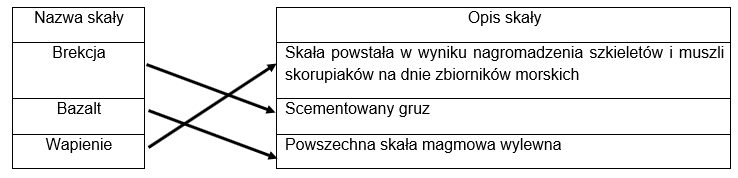 Nazwa skały
Opis skały
Brekcja
Skała powstała w wyniku nagromadzenia szkieletów i muszli
skorupiaków na dnie zbiorników morskich
Bazalt
Scementowany gruz
Wapienie
Powszechna skała magmowa wylewna